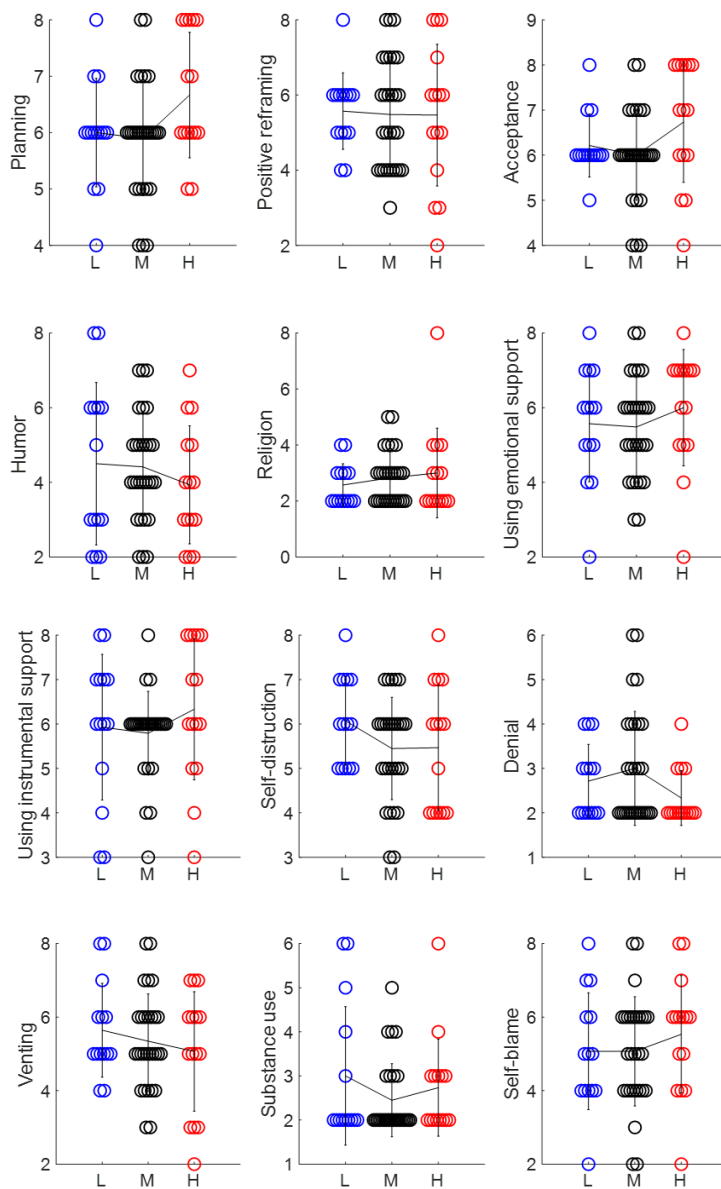 Planning
8
7
6
5
4
L M H
Positive reframing
8
6
4
2
L M H
Acceptance
9
8
7
6
5
4
L M H
Humor
8
6
4
2
L M H
Religion
8
6
4
2
0
L M H
Using emotional support
8
6
4
2
L M H
Using instrumental support
8
7
6
5
4
3
L M H
Self-distruction
8
7
6
5
4
3
L M H
Denial
6
5
4
3
2
1
L M H
Venting
8
6
4
2
L M H
Substance use
6
5
4
3
2
1
L M H
Self-blame
8
6
4
2
L M H